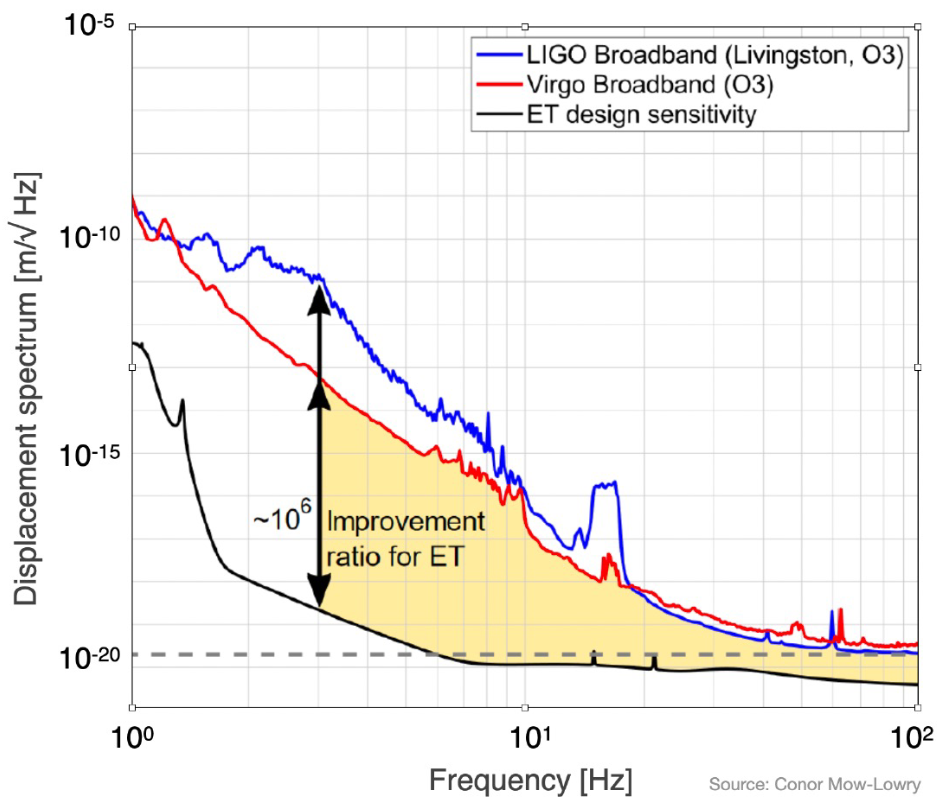 10⁻⁵
LIGO Broadband (Livingston, O3)
Virgo Broadband (O3)
ET design sensitivity
Displacement spectrum [m/√ Hz]
10⁻¹⁰
10⁻¹⁵
~10⁶ Improvement
ratio for ET
10⁻²⁰
10⁰ 10¹ 10²
Frequency [Hz]
Source: Conor Mow-Lowry